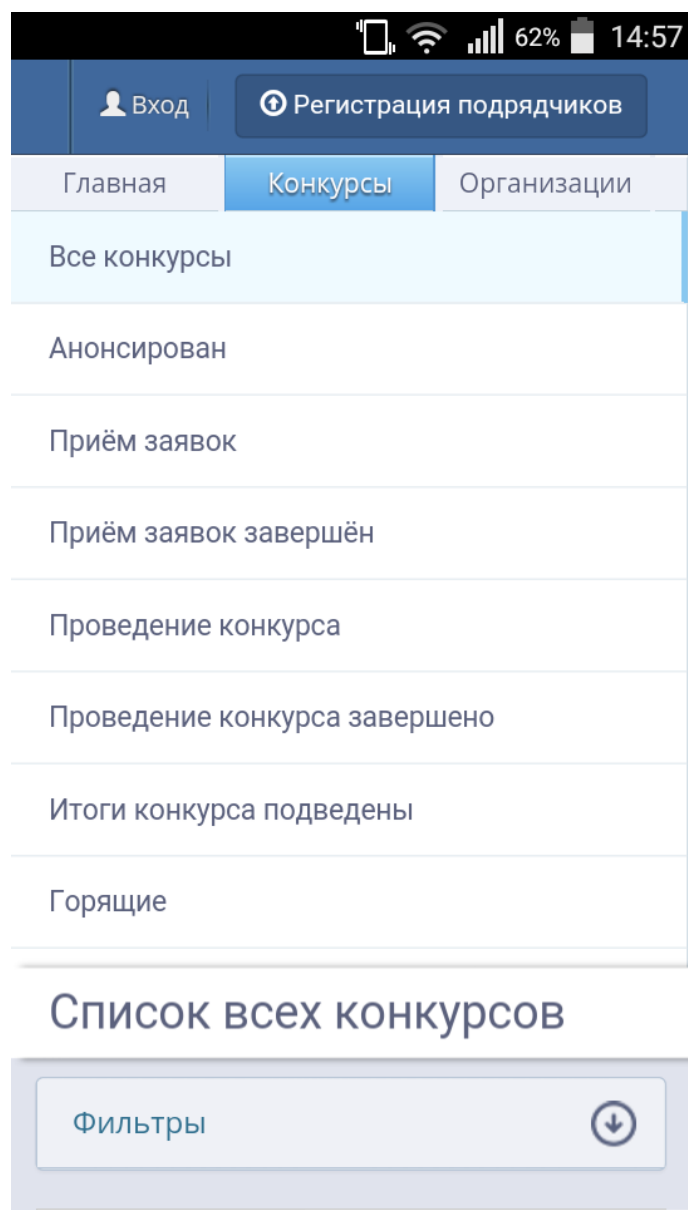 62% 14:57
Вход Регистрация подрядчиков
Главная Конкурсы Организации
Все конкурсы
Анонсирован
Приём заявок
Приём заявок завершён
Проведение конкурса
Проведение конкурса завершено
Итоги конкурса подведены
Горящие
Список всех конкурсов
Фильтры